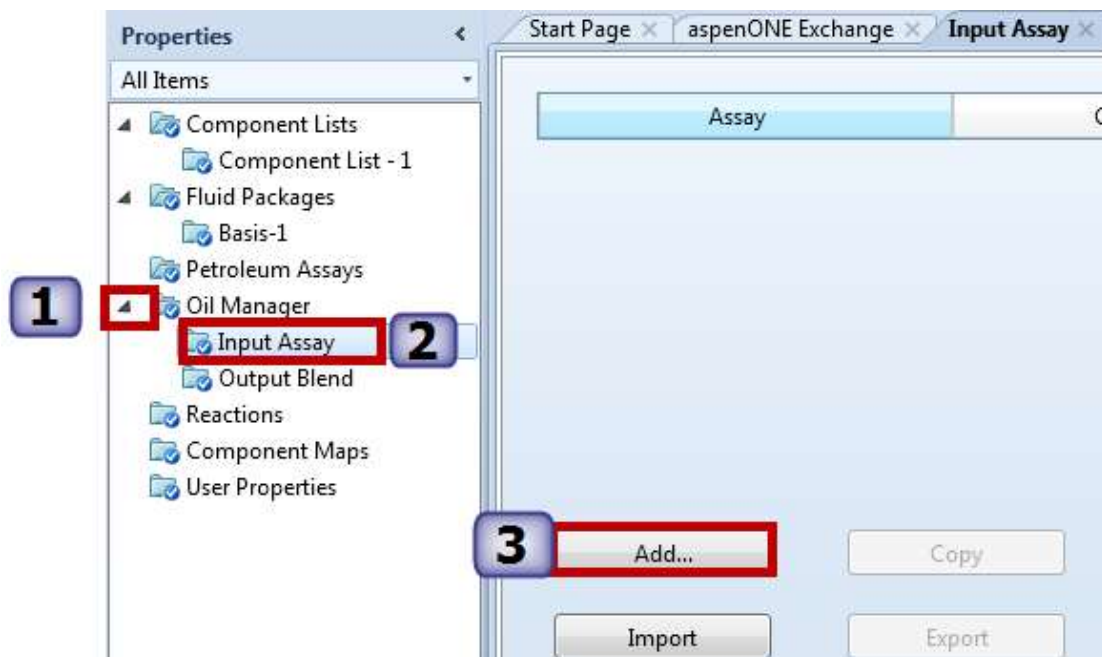 Properties
All Items
Component Lists
Component List - 1
Fluid Packages
Basis-1
Petroleum Assays
1
Oil Manager
Input Assay
2
Output Blend
Reactions
Component Maps
User Properties
Start Page aspenONE Exchange Input Assay
Assay
3
Add... Copy
Import Export